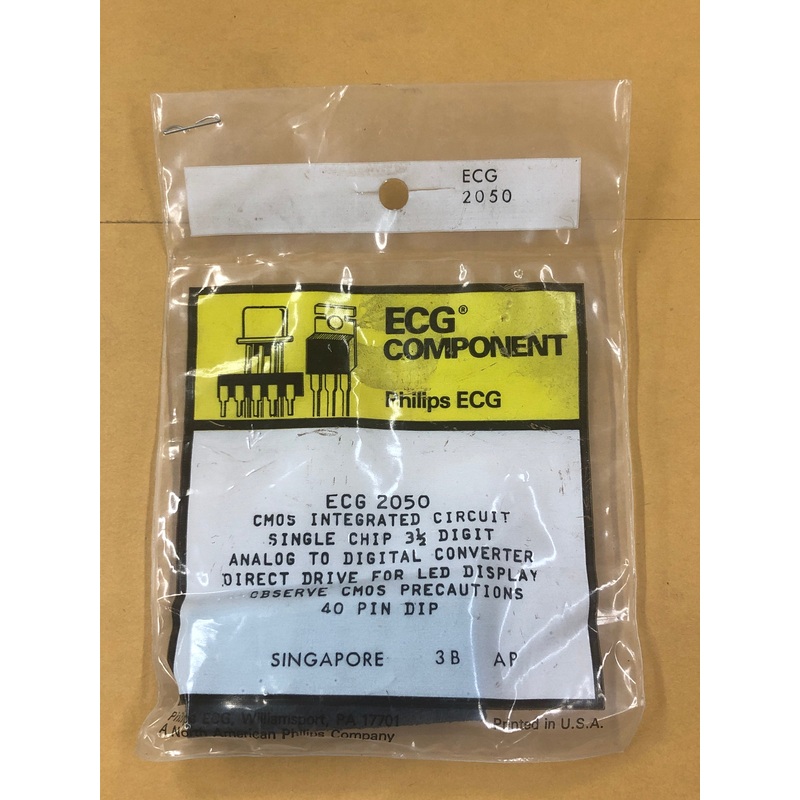 ECG
2050
ECG®
COMPONENT
Philips ECG
ECG 2050
CMOS INTEGRATED CIRCUIT
SINGLE CHIP 3½ DIGIT
ANALOG TO DIGITAL CONVERTER
DIRECT DRIVE FOR LED DISPLAY
OBSERVE CMOS PRECAUTIONS
40 PIN DIP
SINGAPORE 3B AP
Philips ECG, Williamsport, PA 17701
A North American Philips Company
Printed in U.S.A.